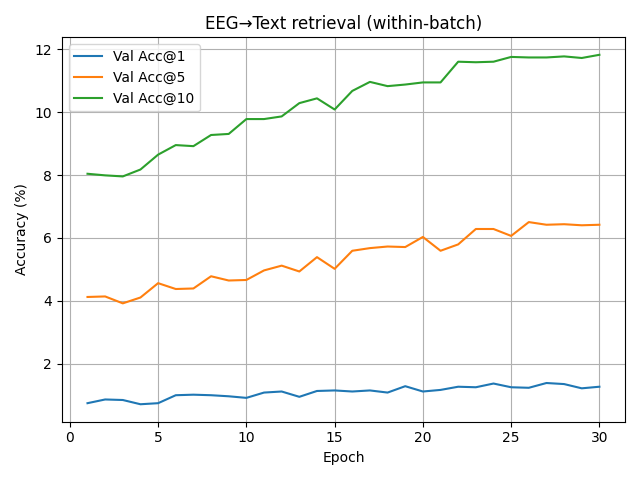 EEG→Text retrieval (within-batch)
Val Acc@1
Val Acc@5
Val Acc@10
12
10
8
6
4
2
Accuracy (%)
0 5 10 15 20 25 30
Epoch